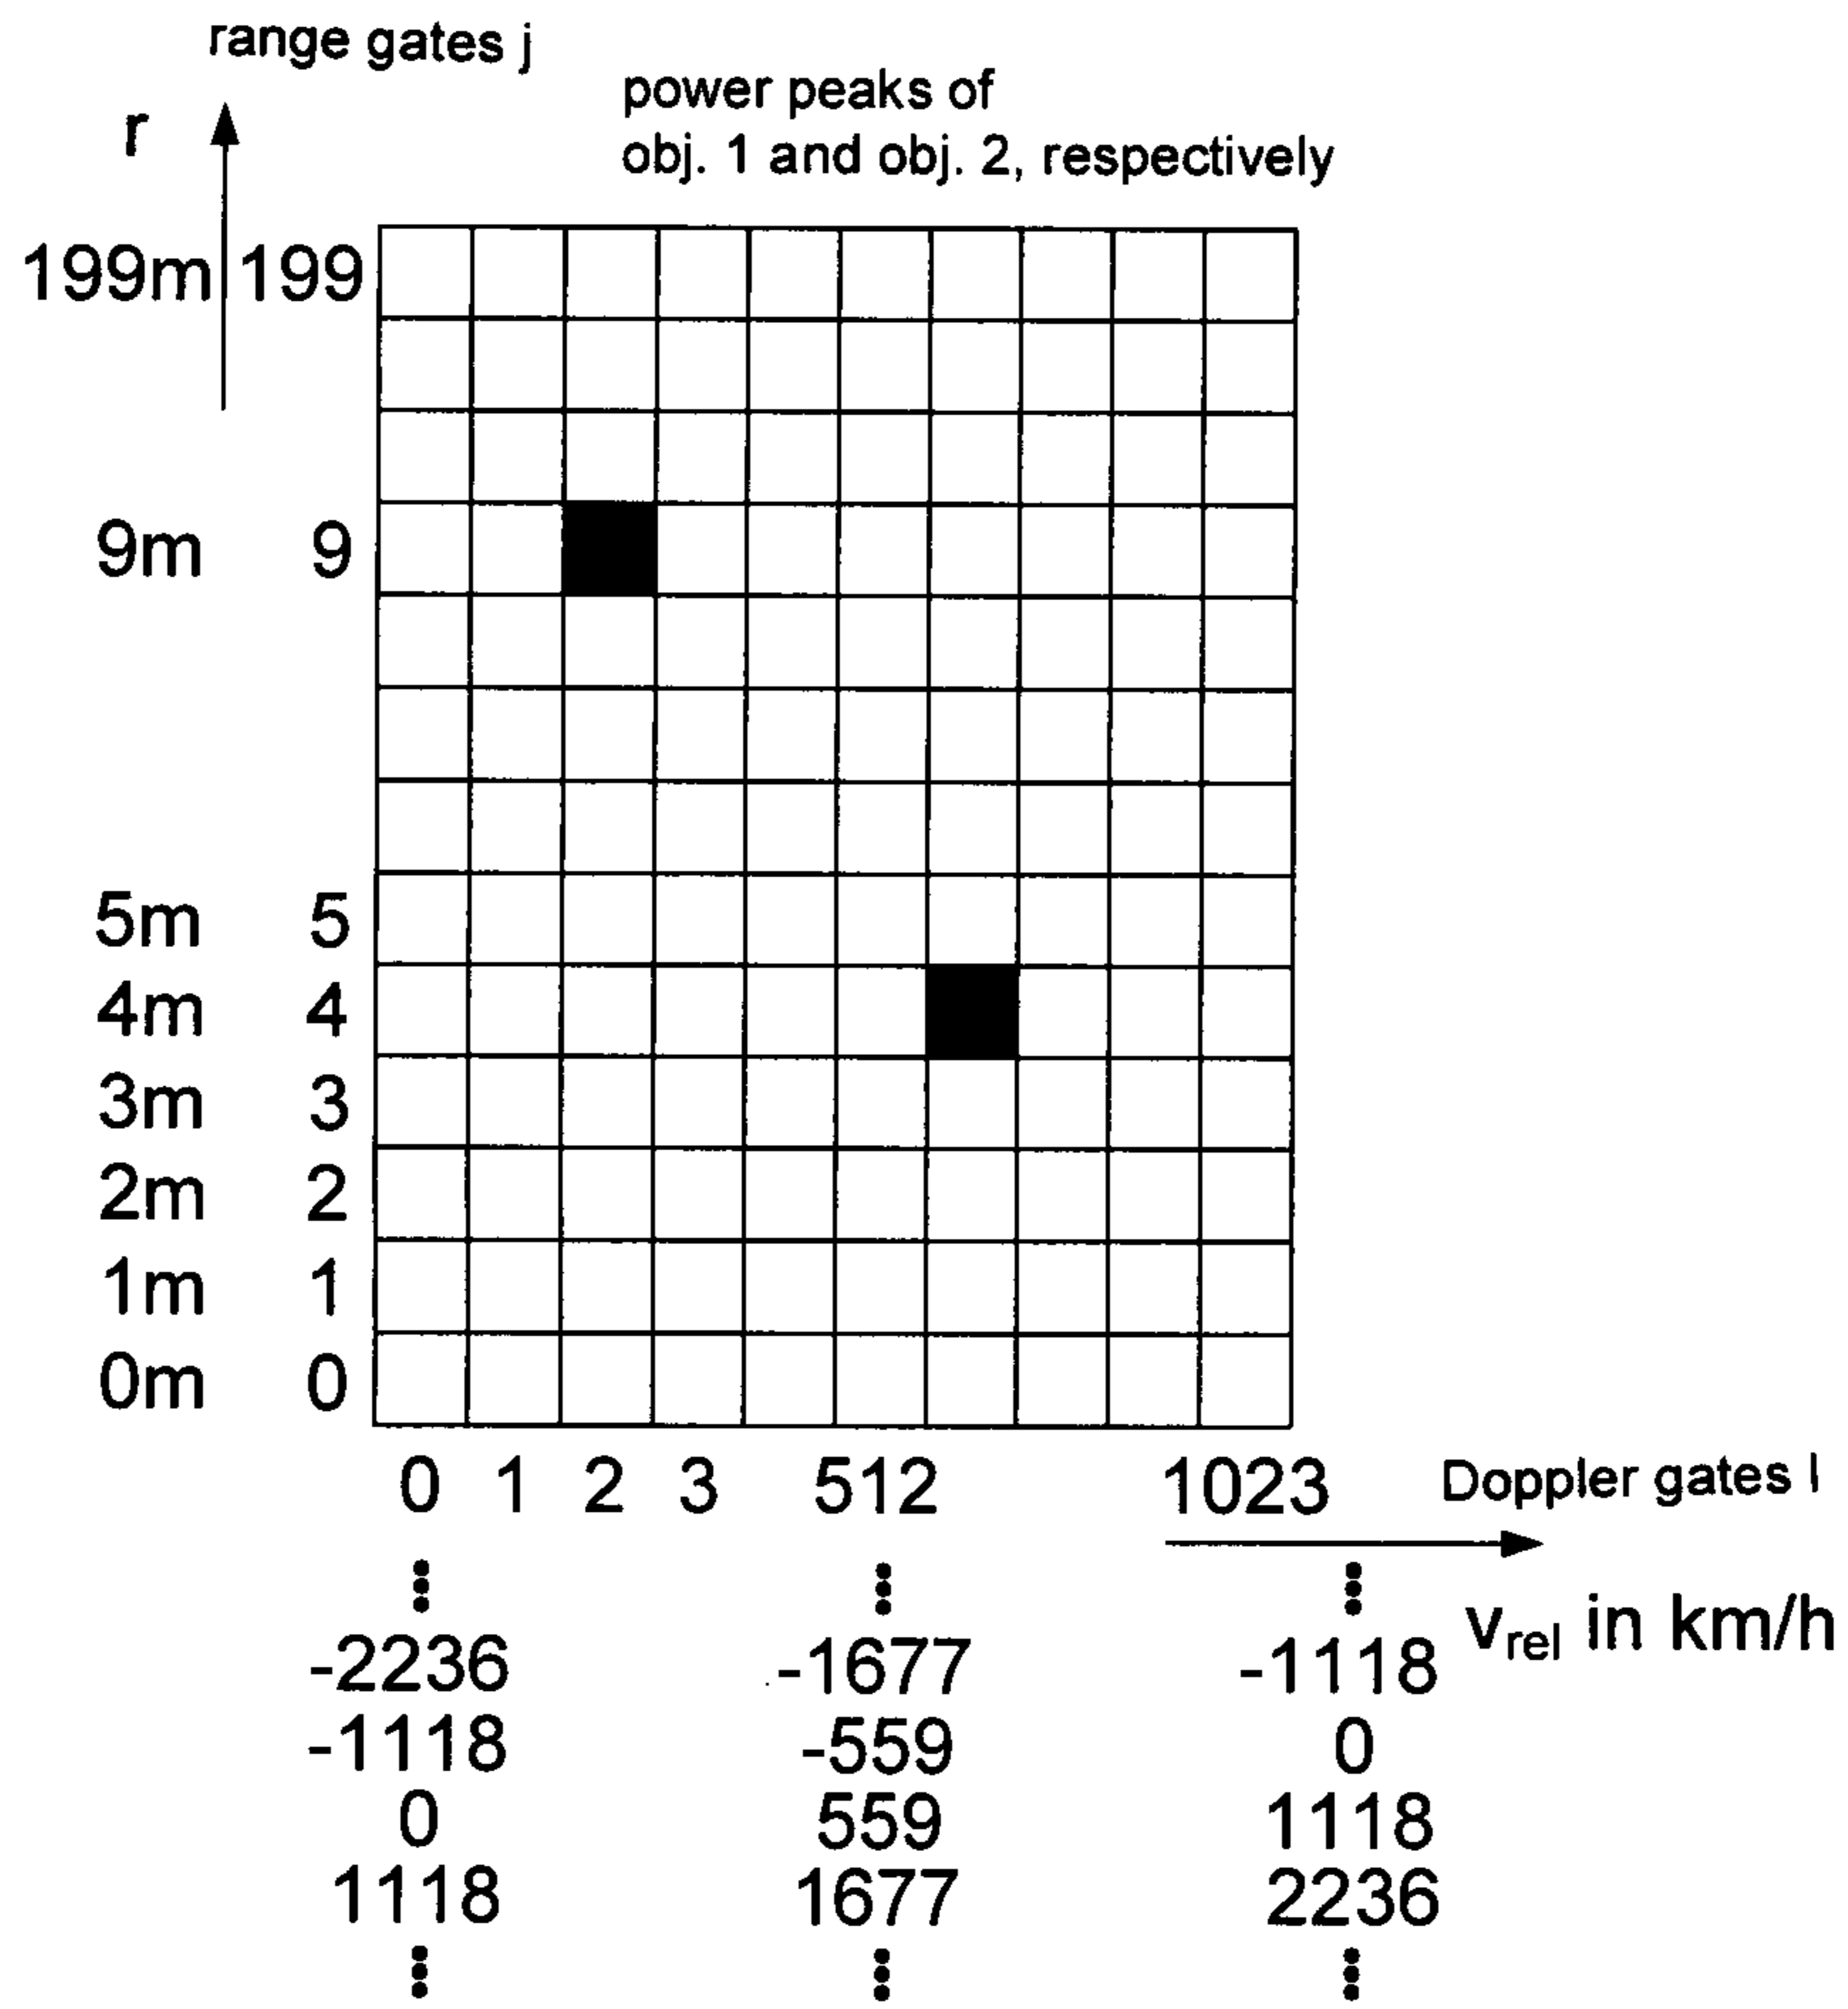 range gates j
r
power peaks of
obj. 1 and obj. 2, respectively
199m 199
9m 9
5m 5
4m 4
3m 3
2m 2
1m 1
0m 0
0 1 2 3 512 1023 Doppler gates l
-2236 -1677 -1118 vrel in km/h
-1118 -559 0
0 559 1118
1118 1677 2236